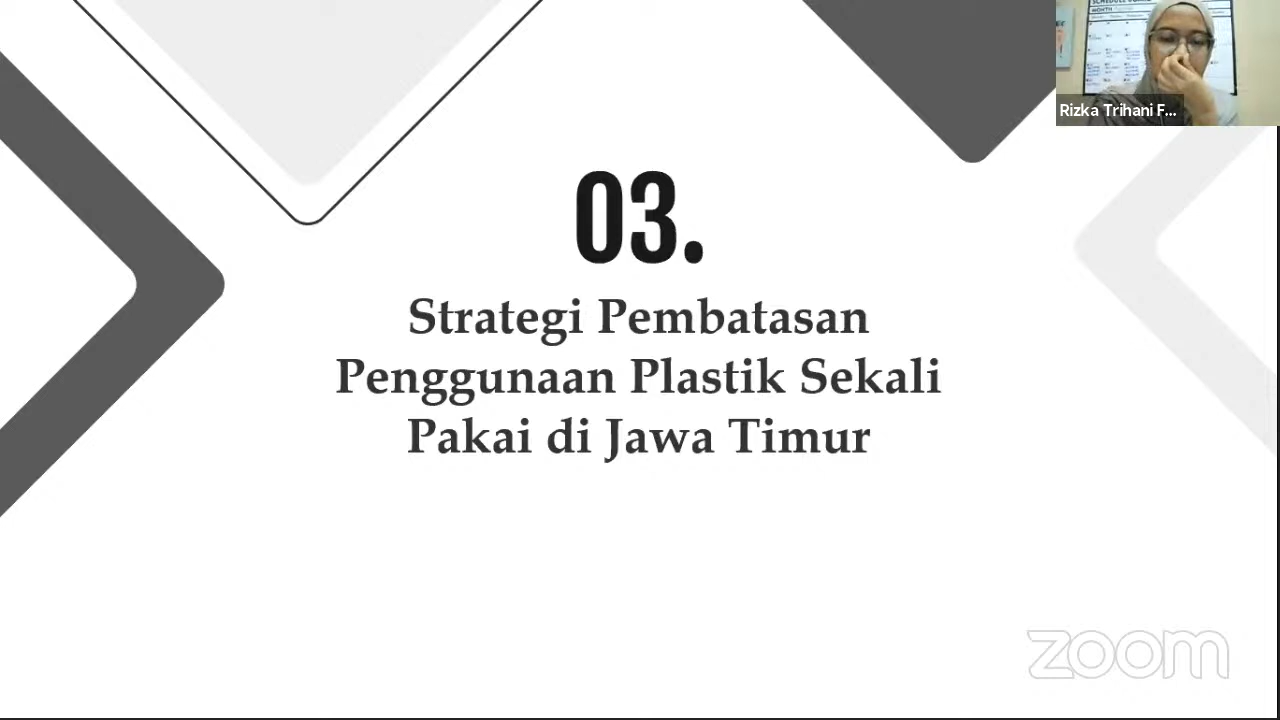 03.
Strategi Pembatasan
Penggunaan Plastik Sekali
Pakai di Jawa Timur
Rizka Trihani F...
zoom